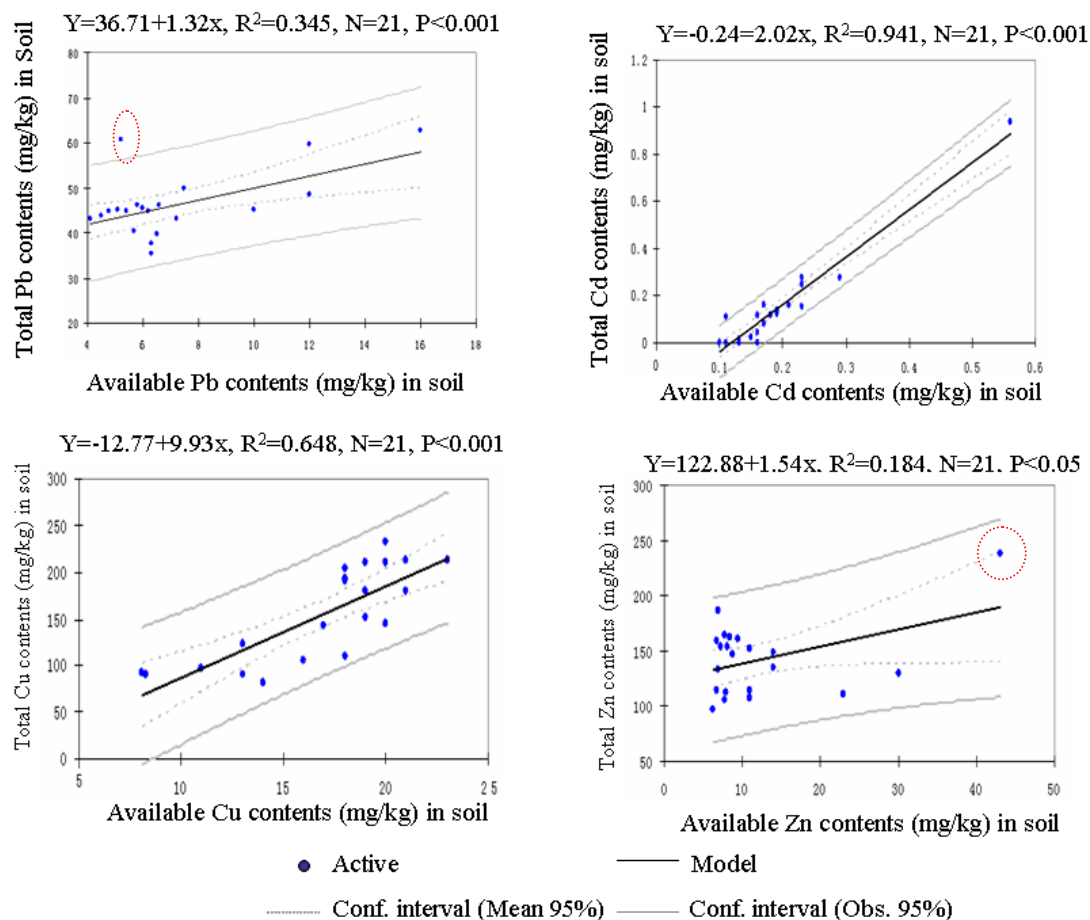 Y=36.71+1.32x, R²=0.345, N=21, P<0.001
Total Pb contents (mg/kg) in Soil
80
70
60
50
40
30
20
4 6 8 10 12 14 16 18
Available Pb contents (mg/kg) in soil
Y=-0.24=2.02x, R²=0.941, N=21, P<0.001
Total Cd contents (mg/kg) in soil
1.2
1
0.8
0.6
0.4
0.2
0
0 0.1 0.2 0.3 0.4 0.5 0.6
Available Cd contents (mg/kg) in soil
Y=-12.77+9.93x, R²=0.648, N=21, P<0.001
Total Cu contents (mg/kg) in soil
300
250
200
150
100
50
0
5 10 15 20 25
Available Cu contents (mg/kg) in soil
Y=122.88+1.54x, R²=0.184, N=21, P<0.05
Total Zn contents (mg/kg) in soil
300
250
200
150
100
50
0 10 20 30 40 50
Available Zn contents (mg/kg) in soil
Active
Model
Conf. interval (Mean 95%)
Conf. interval (Obs. 95%)